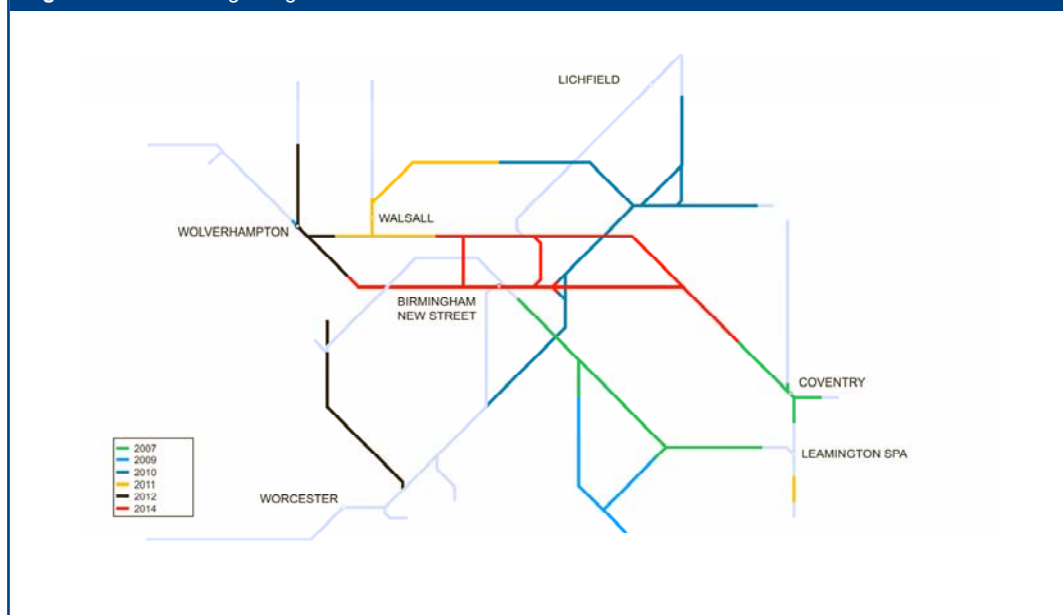 LICHFIELD
WALSALL
WOLVERHAMPTON
BIRMINGHAM
NEW STREET
COVENTRY
LEAMINGTON SPA
WORCESTER
2007
2009
2010
2011
2012
2014